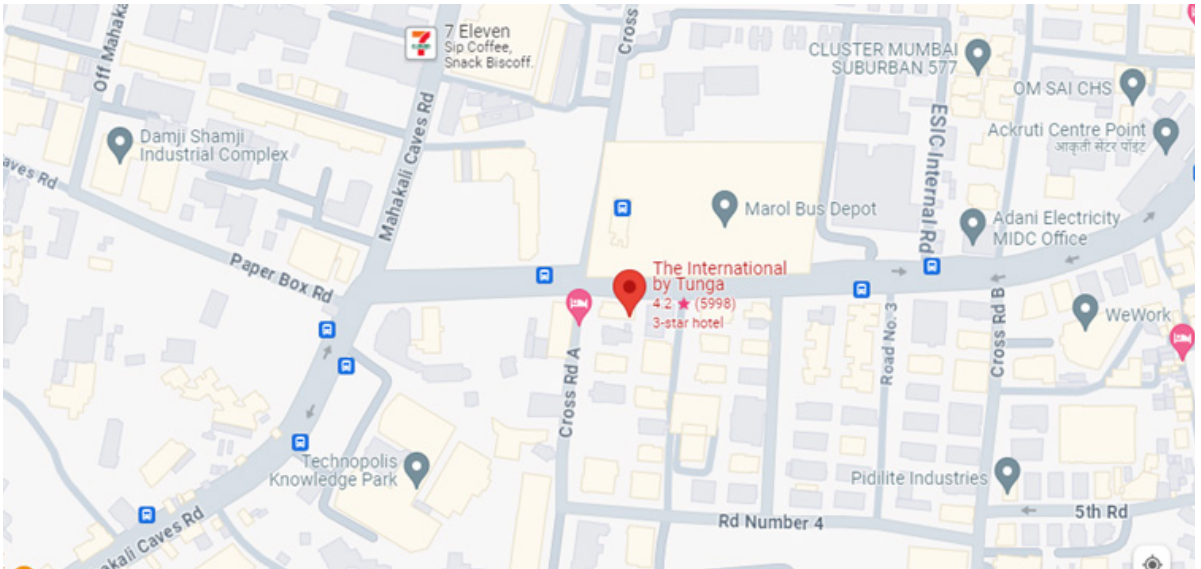 Off Mahaka
7 Eleven
Sip Coffee,
Snack Biscoff.
Cross
CLUSTER MUMBAI
SUBURBAN 577
OM SAI CHS
Ackruti Centre Point
आकृती सेंटर पॉइंट
Damji Shamji
Industrial Complex
aves Rd
Mahakali Caves Rd
ESIC Internal Rd
Marol Bus Depot
Adani Electricity
MIDC Office
Paper Box Rd
The International
by Tunga
4.2 ★ (5998)
3-star hotel
WeWork
Road No. 3
Cross Rd B
Cross Rd A
Technopolis
Knowledge Park
Pidilite Industries
Rd Number 4
5th Rd
akali Caves Rd